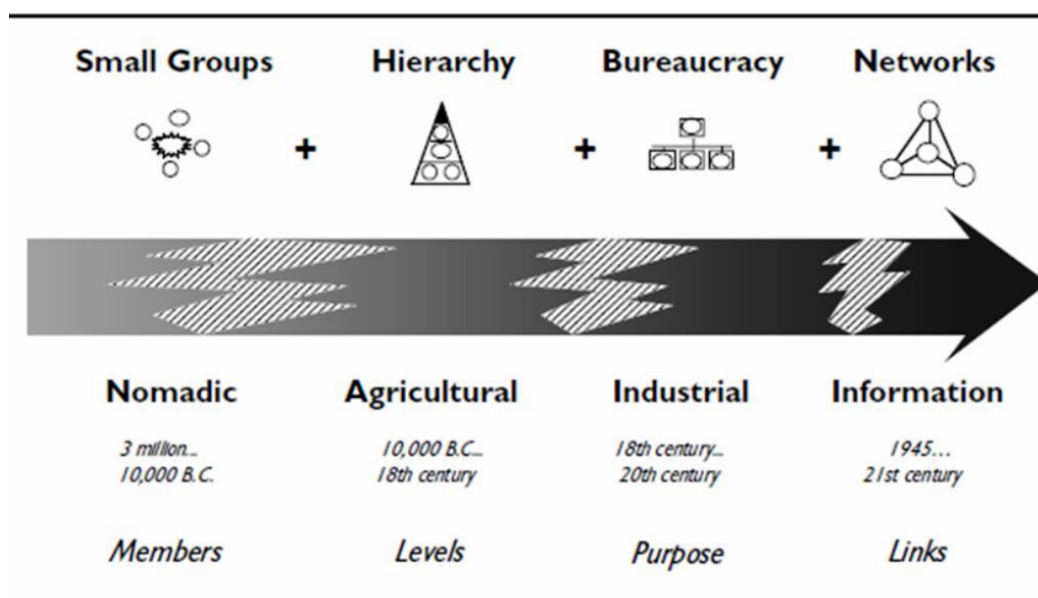 Small Groups Hierarchy Bureaucracy Networks
+ + +
Nomadic Agricultural Industrial Information
3 million... 10,000 B.C... 18th century... 1945...
10,000 B.C. 18th century 20th century 21st century
Members Levels Purpose Links